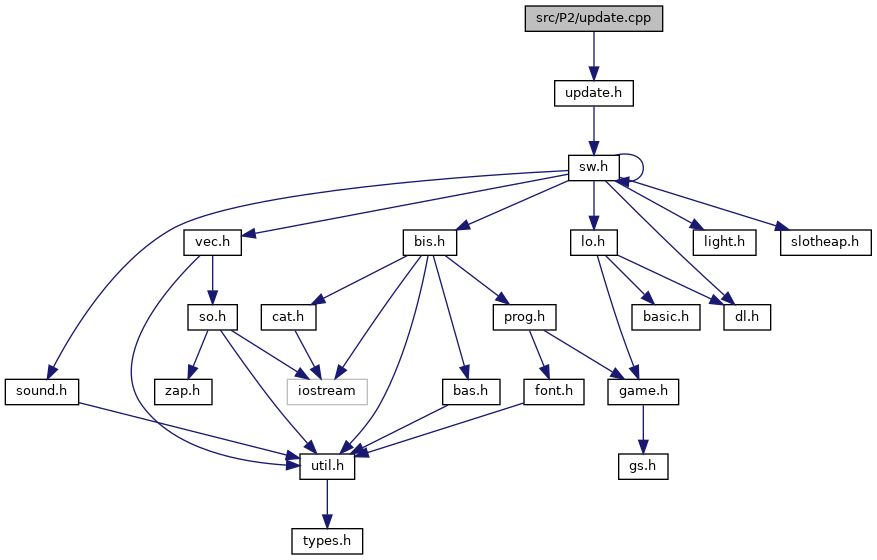 src/P2/update.cpp
update.h
sw.h
vec.h
bis.h
lo.h
light.h
slotheap.h
so.h
cat.h
prog.h
basic.h
dl.h
sound.h
zap.h
iostream
bas.h
font.h
game.h
util.h
gs.h
types.h